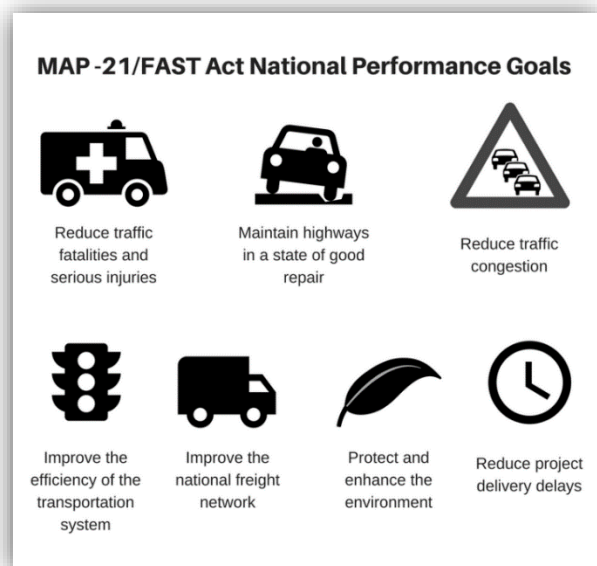 MAP -21/FAST Act National Performance Goals
Reduce traffic
fatalities and
serious injuries
Maintain highways
in a state of good
repair
Reduce traffic
congestion
Improve the
efficiency of the
transportation
system
Improve the
national freight
network
Protect and
enhance the
environment
Reduce project
delivery delays